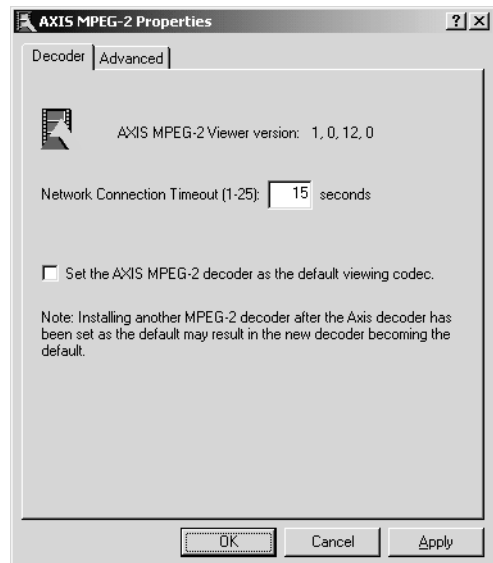 AXIS MPEG-2 Properties
Decoder Advanced
AXIS MPEG-2 Viewer version: 1, 0, 12, 0
Network Connection Timeout (1-25): 15 seconds
Set the AXIS MPEG-2 decoder as the default viewing codec.
Note: Installing another MPEG-2 decoder after the Axis decoder has
been set as the default may result in the new decoder becoming the
default.
OK Cancel Apply